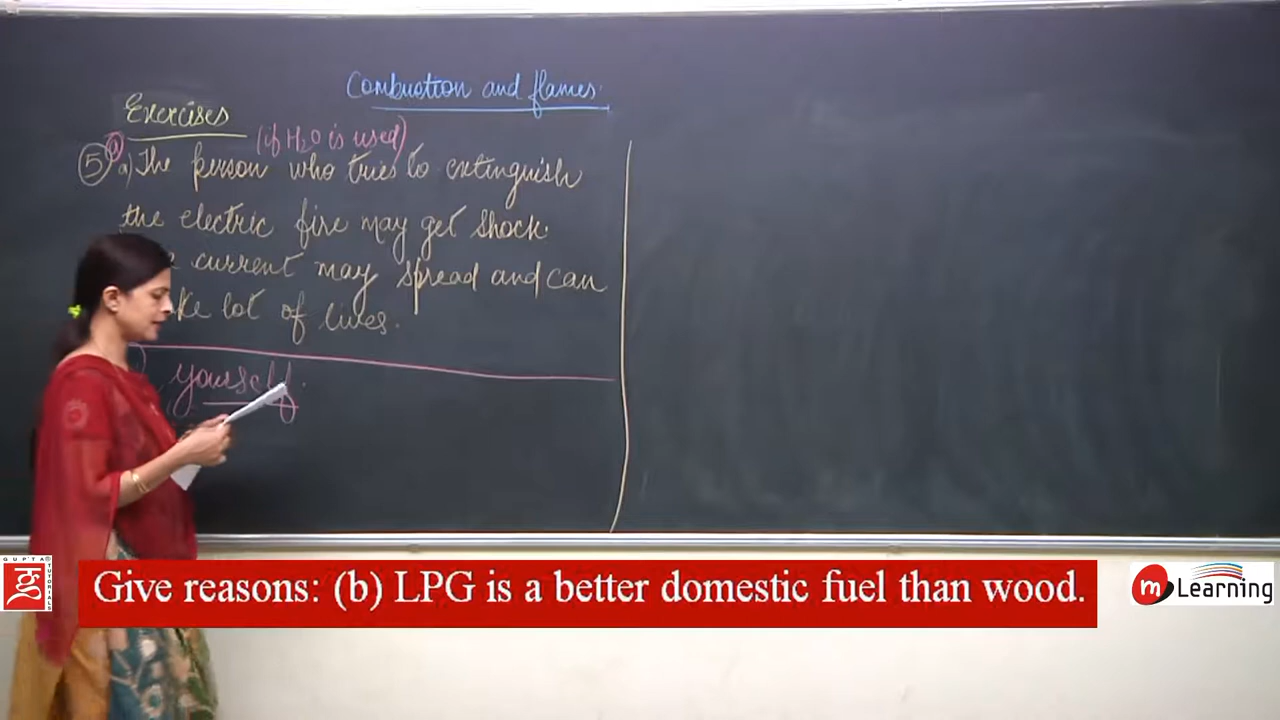 Combustion and flames.
Exercises
(if H₂O is used)
5 a) The person who tries to extinguish
the electric fire may get shock.
current may spread and can
lot of lives.
yourself.
GUPTA TUTORIALS
Give reasons: (b) LPG is a better domestic fuel than wood.
m Learning